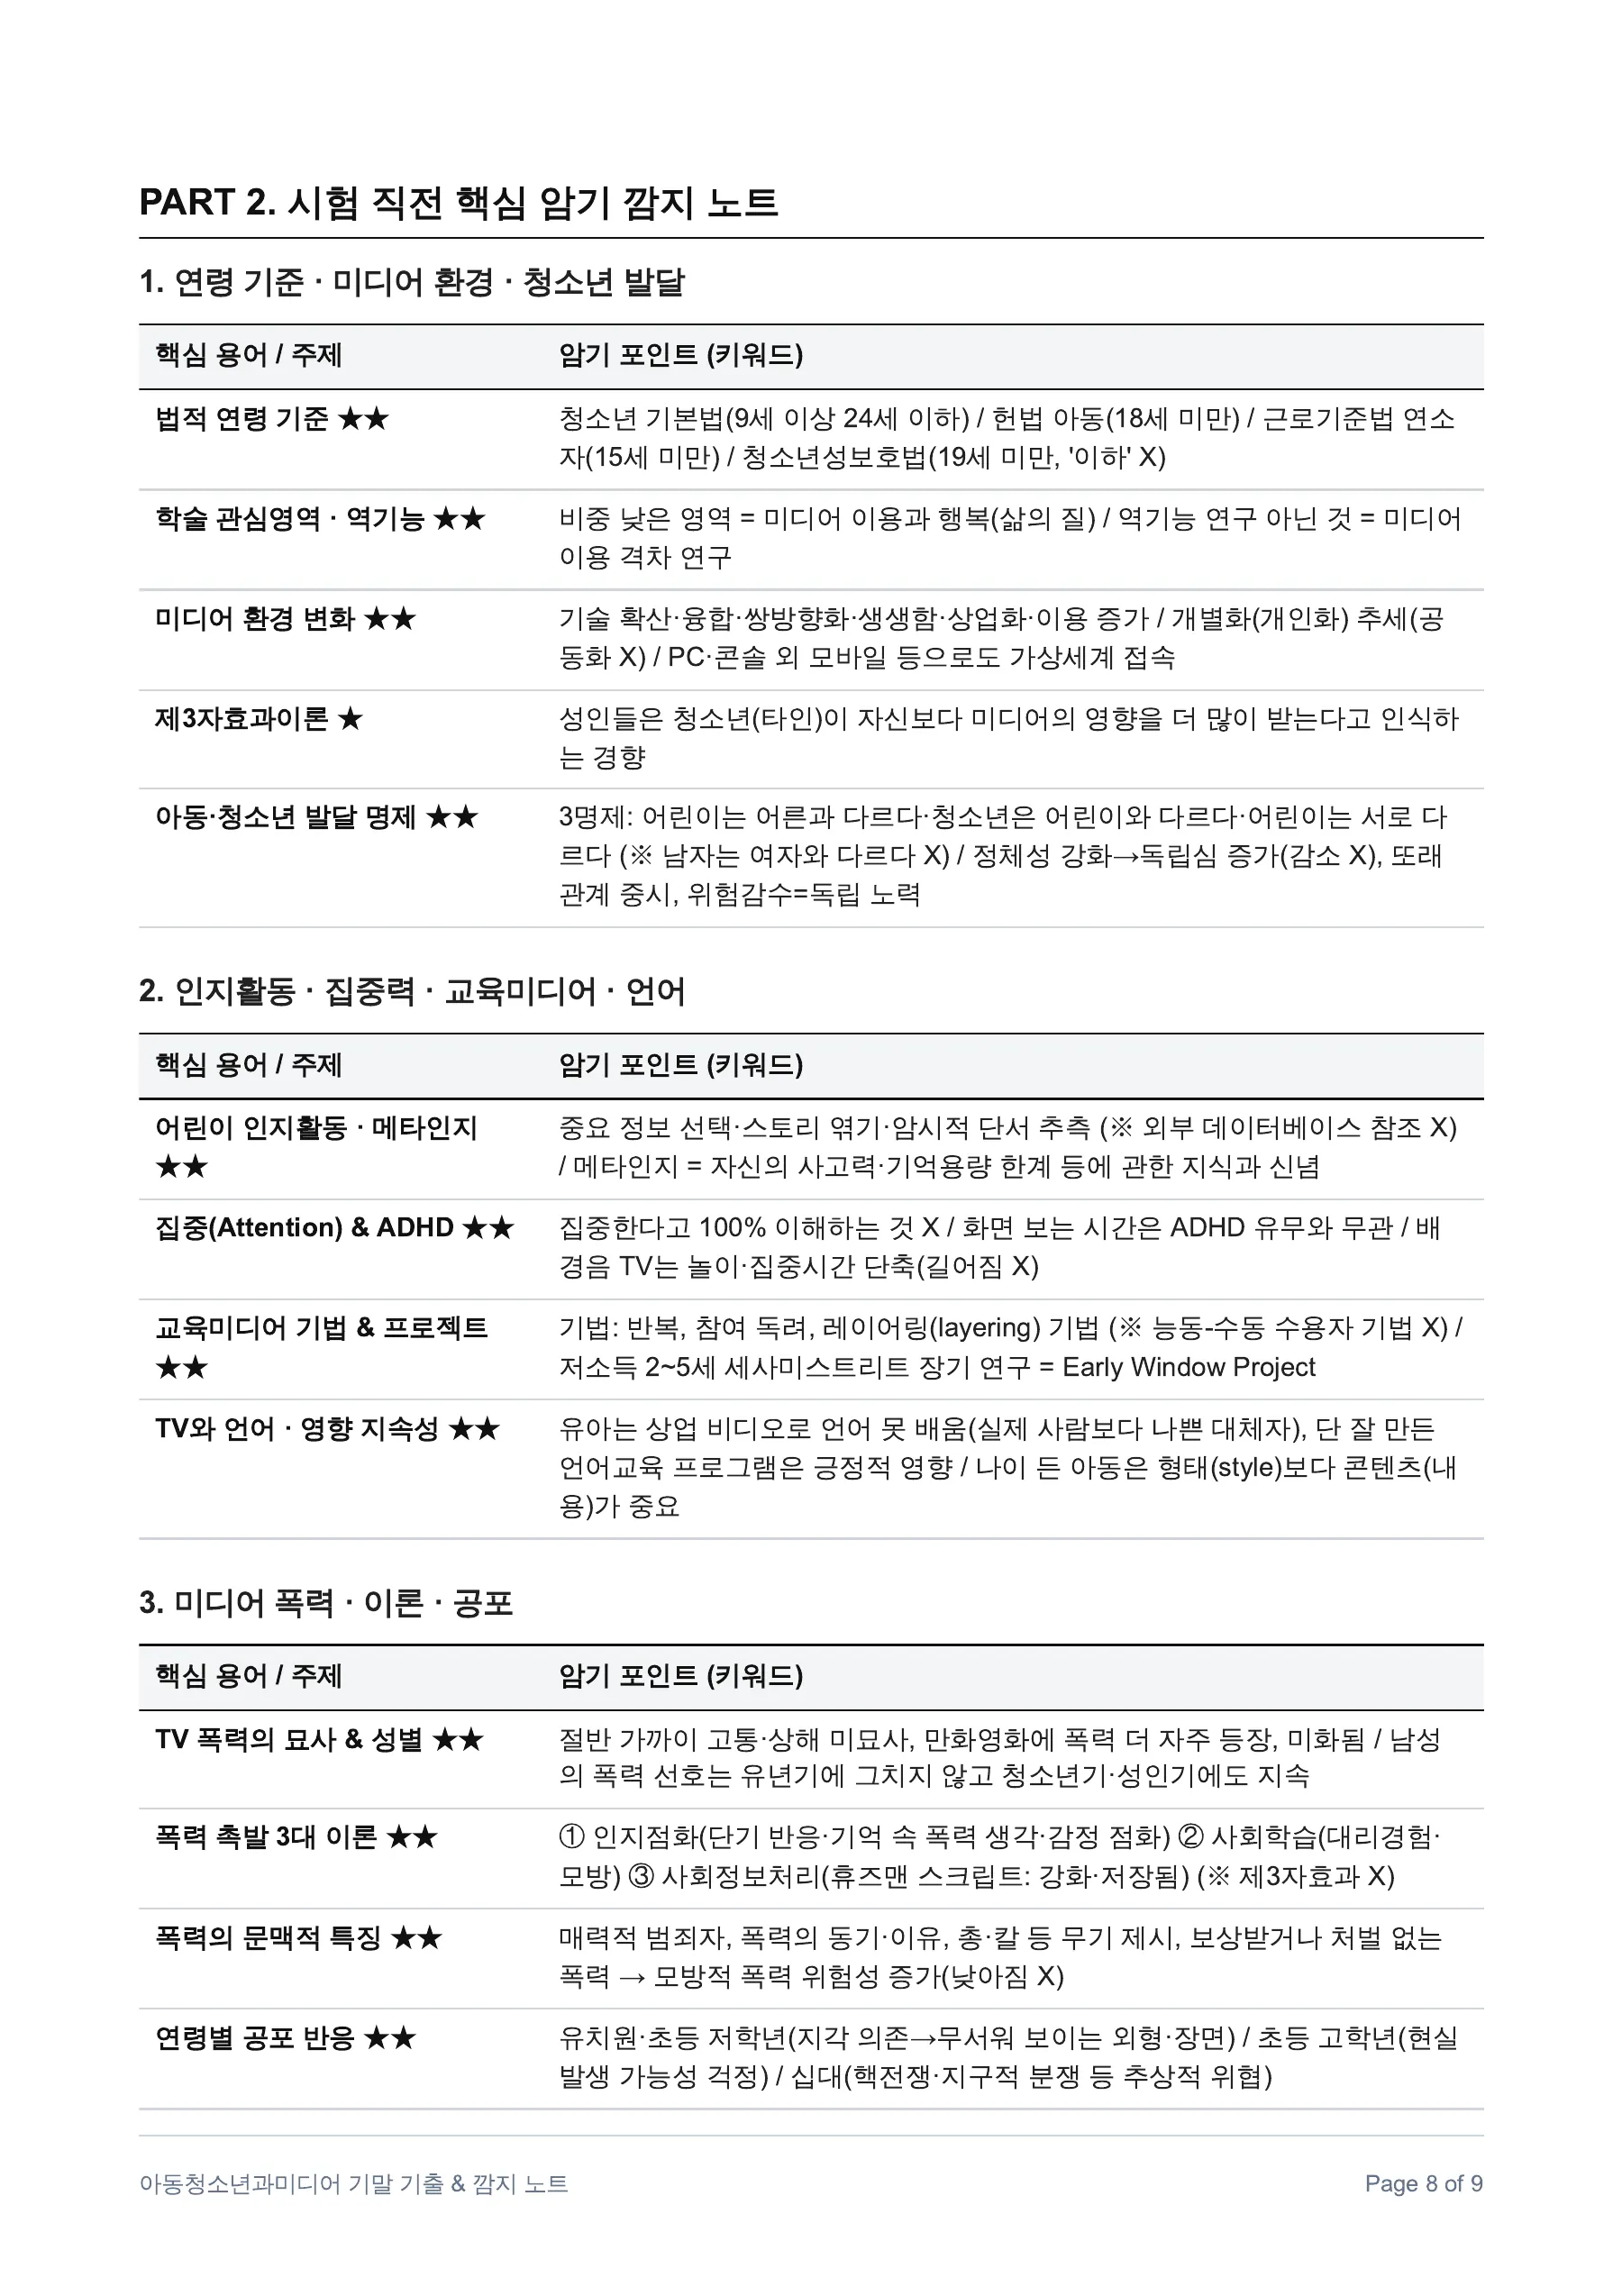 PART 2. 시험 직전 핵심 암기 깜지 노트
1. 연령 기준 · 미디어 환경 · 청소년 발달
핵심 용어 / 주제 암기 포인트 (키워드)
법적 연령 기준 ★★ 청소년 기본법(9세 이상 24세 이하) / 헌법 아동(18세 미만) / 근로기준법 연소
자(15세 미만) / 청소년성보호법(19세 미만, '이하' X)
학술 관심영역 · 역기능 ★★ 비중 낮은 영역 = 미디어 이용과 행복(삶의 질) / 역기능 연구 아닌 것 = 미디어
이용 격차 연구
미디어 환경 변화 ★★ 기술 확산·융합·쌍방향화·생생함·상업화·이용 증가 / 개별화(개인화) 추세(공
동화 X) / PC·콘솔 외 모바일 등으로도 가상세계 접속
제3자효과이론 ★ 성인들은 청소년(타인)이 자신보다 미디어의 영향을 더 많이 받는다고 인식하
는 경향
아동·청소년 발달 명제 ★★ 3명제: 어린이는 어른과 다르다·청소년은 어린이와 다르다·어린이는 서로 다
르다 (※ 남자는 여자와 다르다 X) / 정체성 강화→독립심 증가(감소 X), 또래
관계 중시, 위험감수=독립 노력
2. 인지활동 · 집중력 · 교육미디어 · 언어
핵심 용어 / 주제 암기 포인트 (키워드)
어린이 인지활동 · 메타인지 중요 정보 선택·스토리 엮기·암시적 단서 추측 (※ 외부 데이터베이스 참조 X)
★★ / 메타인지 = 자신의 사고력·기억용량 한계 등에 관한 지식과 신념
집중(Attention) & ADHD ★★ 집중한다고 100% 이해하는 것 X / 화면 보는 시간은 ADHD 유무와 무관 / 배
경음 TV는 놀이·집중시간 단축(길어짐 X)
교육미디어 기법 & 프로젝트 기법: 반복, 참여 독려, 레이어링(layering) 기법 (※ 능동-수동 수용자 기법 X) /
★★ 저소득 2~5세 세사미스트리트 장기 연구 = Early Window Project
TV와 언어 · 영향 지속성 ★★ 유아는 상업 비디오로 언어 못 배움(실제 사람보다 나쁜 대체자), 단 잘 만든
언어교육 프로그램은 긍정적 영향 / 나이 든 아동은 형태(style)보다 콘텐츠(내
용)가 중요
3. 미디어 폭력 · 이론 · 공포
핵심 용어 / 주제 암기 포인트 (키워드)
TV 폭력의 묘사 & 성별 ★★ 절반 가까이 고통·상해 미묘사, 만화영화에 폭력 더 자주 등장, 미화됨 / 남성
의 폭력 선호는 유년기에 그치지 않고 청소년기·성인기에도 지속
폭력 촉발 3대 이론 ★★ ① 인지점화(단기 반응·기억 속 폭력 생각·감정 점화) ② 사회학습(대리경험·
모방) ③ 사회정보처리(휴즈맨 스크립트: 강화·저장됨) (※ 제3자효과 X)
폭력의 문맥적 특징 ★★ 매력적 범죄자, 폭력의 동기·이유, 총·칼 등 무기 제시, 보상받거나 처벌 없는
폭력 → 모방적 폭력 위험성 증가(낮아짐 X)
연령별 공포 반응 ★★ 유치원·초등 저학년(지각 의존→무서워 보이는 외형·장면) / 초등 고학년(현실
발생 가능성 걱정) / 십대(핵전쟁·지구적 분쟁 등 추상적 위협)
아동청소년과미디어 기말 기출 & 깜지 노트 Page 8 of 9